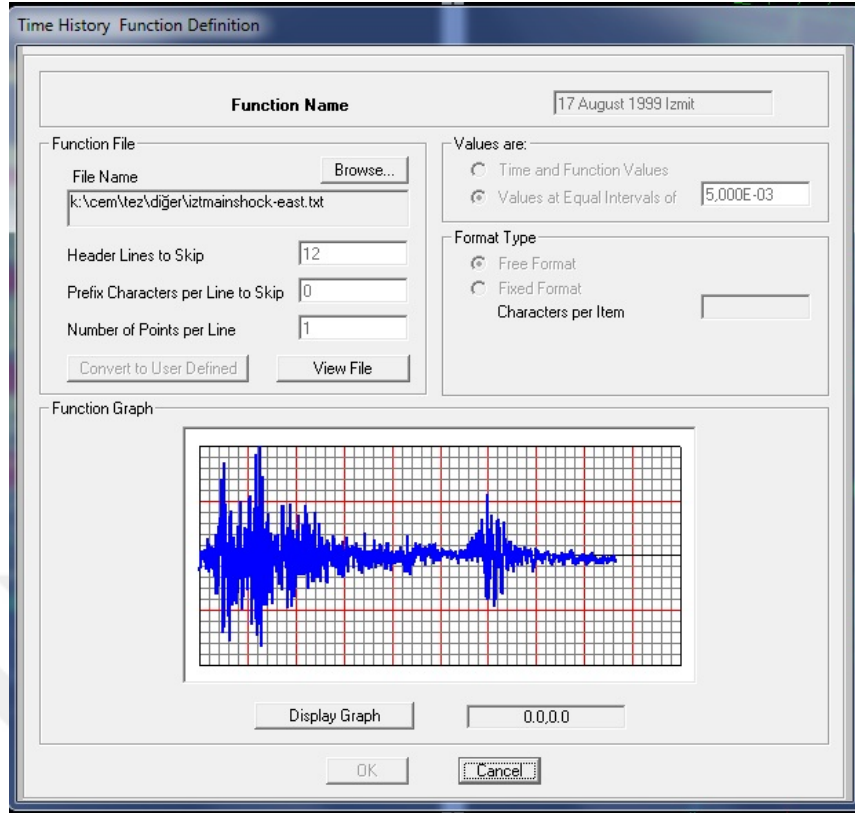 Time History Function Definition
Function Name
17 August 1999 Izmit
Function File
File Name
Browse...
k:\cem\tez\diğer\iztmainshock-east.txt
Header Lines to Skip
12
Prefix Characters per Line to Skip
0
Number of Points per Line
1
Convert to User Defined
View File
Values are:
Time and Function Values
Values at Equal Intervals of
5,000E-03
Format Type
Free Format
Fixed Format
Characters per Item
Function Graph
Display Graph
0.0,0.0
OK
Cancel